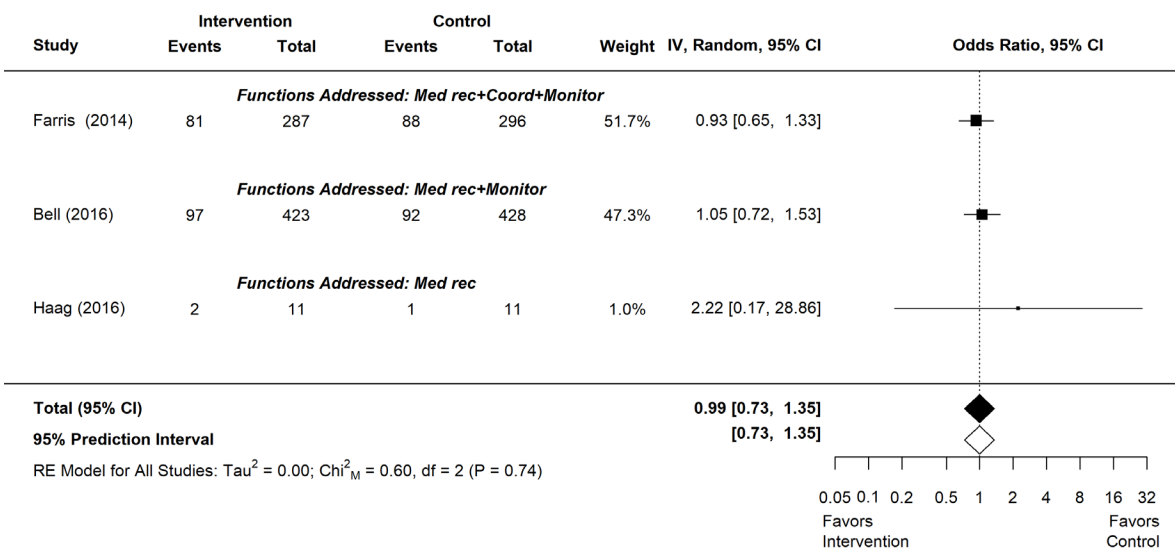 Intervention Control
Study Events Total Events Total Weight IV, Random, 95% CI Odds Ratio, 95% CI
Functions Addressed: Med rec+Coord+Monitor
Farris (2014) 81 287 88 296 51.7% 0.93 [0.65, 1.33]
Functions Addressed: Med rec+Monitor
Bell (2016) 97 423 92 428 47.3% 1.05 [0.72, 1.53]
Functions Addressed: Med rec
Haag (2016) 2 11 1 11 1.0% 2.22 [0.17, 28.86]
Total (95% CI) 0.99 [0.73, 1.35]
95% Prediction Interval [0.73, 1.35]
RE Model for All Studies: Tau² = 0.00; Chi²M = 0.60, df = 2 (P = 0.74)
0.05 0.1 0.2 0.5 1 2 4 8 16 32
Favors Favors
Intervention Control